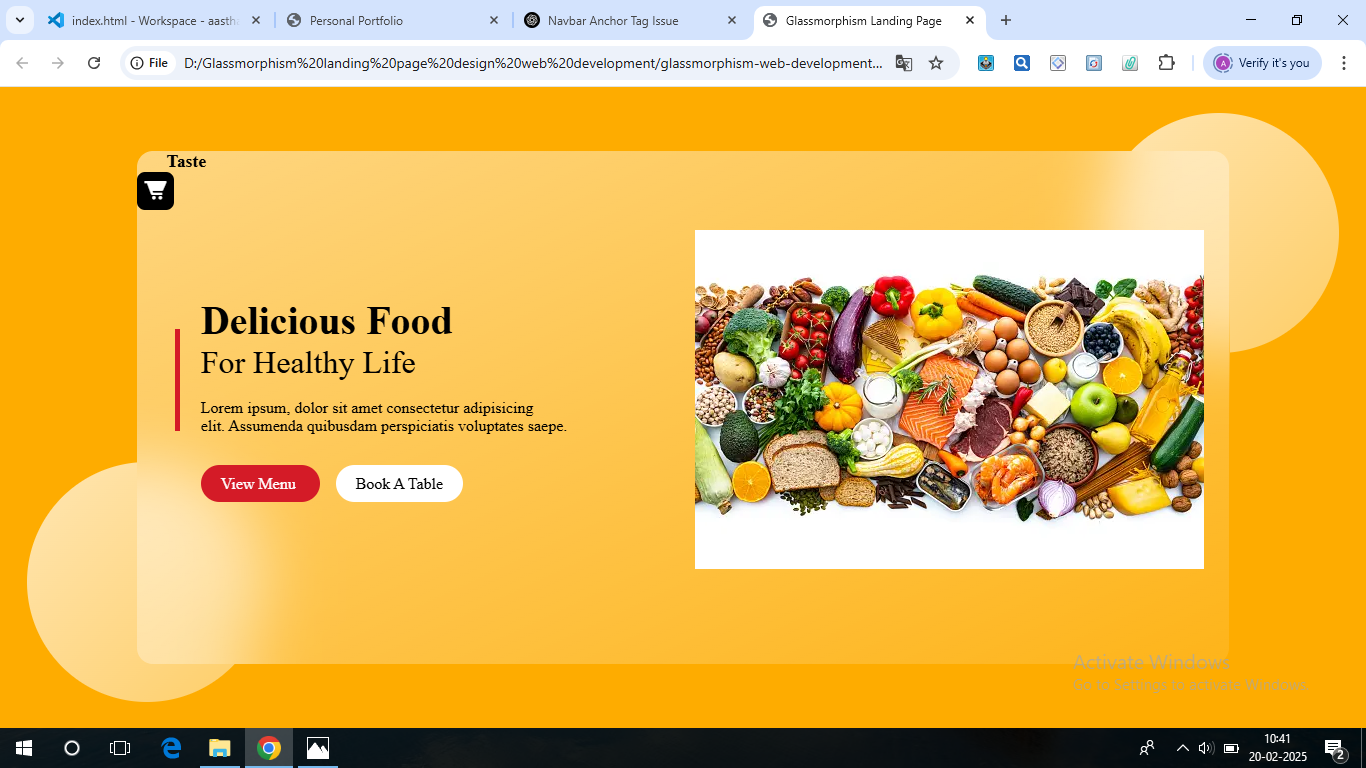 index.html - Workspace - aasth
Personal Portfolio
Navbar Anchor Tag Issue
Glassmorphism Landing Page
File
D:/Glassmorphism%20landing%20page%20design%20web%20development/glassmorphism-web-development...
A
Verify it's you
Taste
Delicious Food
For Healthy Life
Lorem ipsum, dolor sit amet consectetur adipisicing
elit. Assumenda quibusdam perspiciatis voluptates saepe.
View Menu
Book A Table
Activate Windows
Go to Settings to activate Windows.
10:41
20-02-2025
2